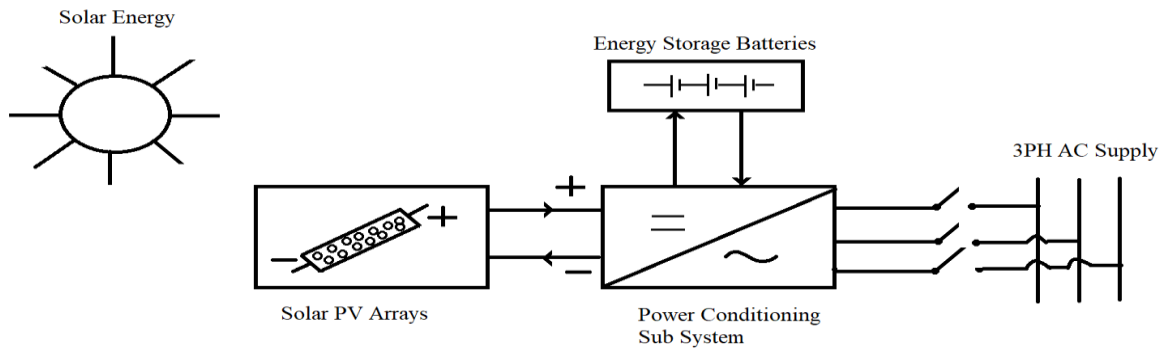 Solar Energy
Energy Storage Batteries
3PH AC Supply
+
+
−
−
Solar PV Arrays
Power Conditioning
Sub System